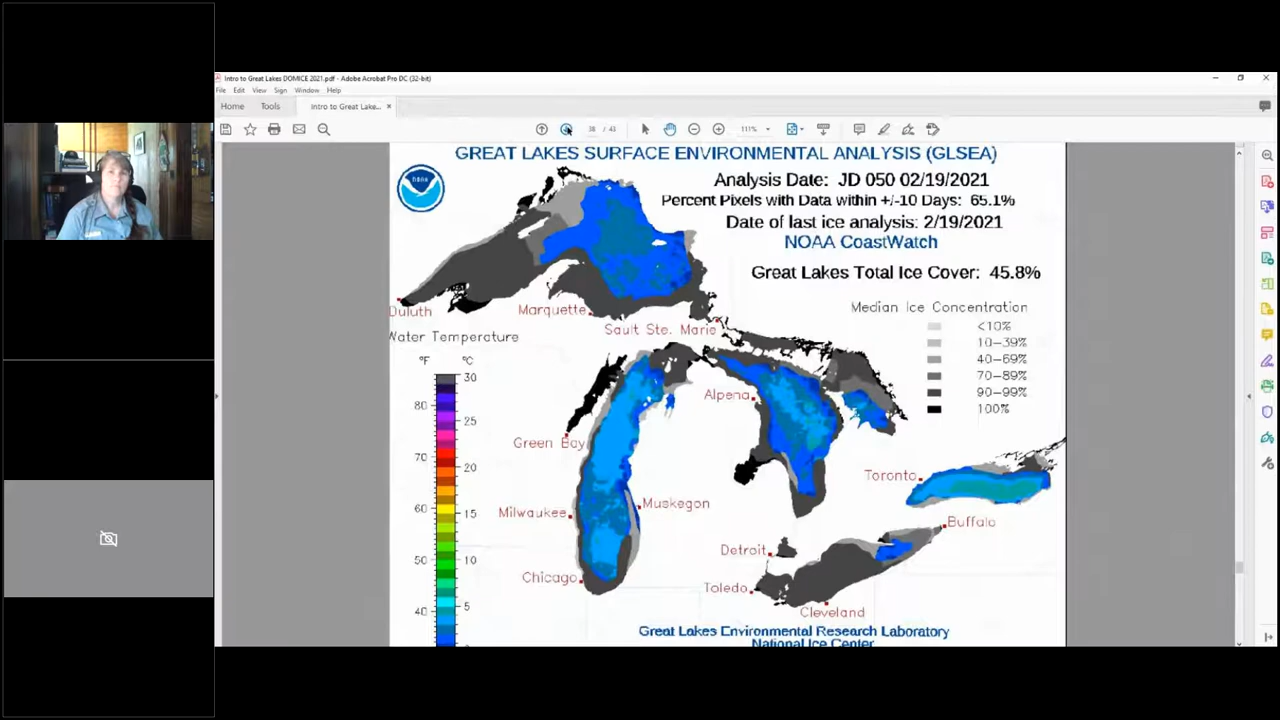 Intro to Great Lakes DOMICE 2021.pdf - Adobe Acrobat Pro DC (32-bit)
File Edit View Sign Window Help
Home Tools Intro to Great Lake... ×
38 / 43 111%
GREAT LAKES SURFACE ENVIRONMENTAL ANALYSIS (GLSEA)
NOAA
Analysis Date: JD 050 02/19/2021
Percent Pixels with Data within +/-10 Days: 65.1%
Date of last ice analysis: 2/19/2021
NOAA CoastWatch
Great Lakes Total Ice Cover: 45.8%
Median Ice Concentration
<10%
10-39%
40-69%
70-89%
90-99%
100%
Duluth
Marquette
Sault Ste. Marie
Water Temperature
°F °C
30
80
25
70
20
60
15
50
10
5
40
Alpena
Green Bay
Milwaukee
Muskegon
Chicago
Toronto
Buffalo
Detroit
Toledo
Cleveland
Great Lakes Environmental Research Laboratory
National Ice Center